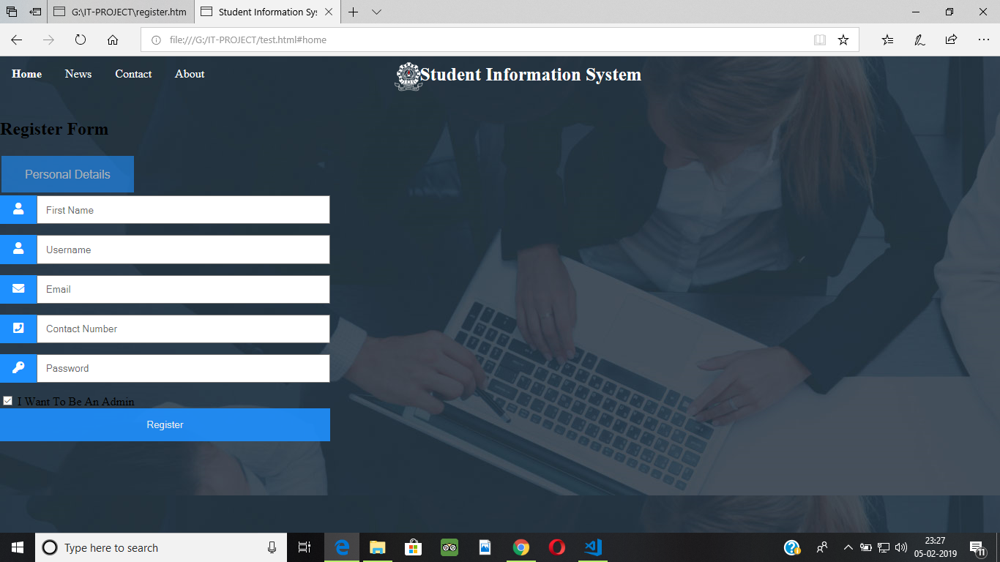 G:\IT-PROJECT\register.htm
Student Information Sy
file:///G:/IT-PROJECT/test.html#home
Home News Contact About
Student Information System
Register Form
Personal Details
First Name
Username
Email
Contact Number
Password
I Want To Be An Admin
Register
Type here to search
23:27
05-02-2019
11